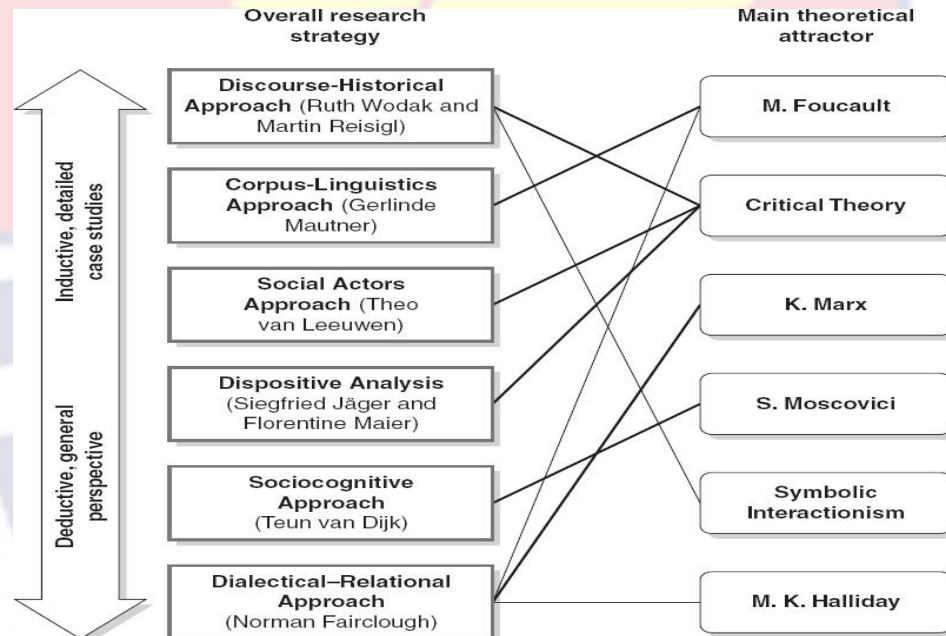 Overall research
strategy
Main theoretical
attractor
Inductive, detailed
case studies
Deductive, general
perspective
Discourse-Historical
Approach (Ruth Wodak and
Martin Reisigl)
Corpus-Linguistics
Approach (Gerlinde
Mautner)
Social Actors
Approach (Theo
van Leeuwen)
Dispositive Analysis
(Siegfried Jäger and
Florentine Maier)
Sociocognitive
Approach
(Teun van Dijk)
Dialectical–Relational
Approach
(Norman Fairclough)
M. Foucault
Critical Theory
K. Marx
S. Moscovici
Symbolic
Interactionism
M. K. Halliday